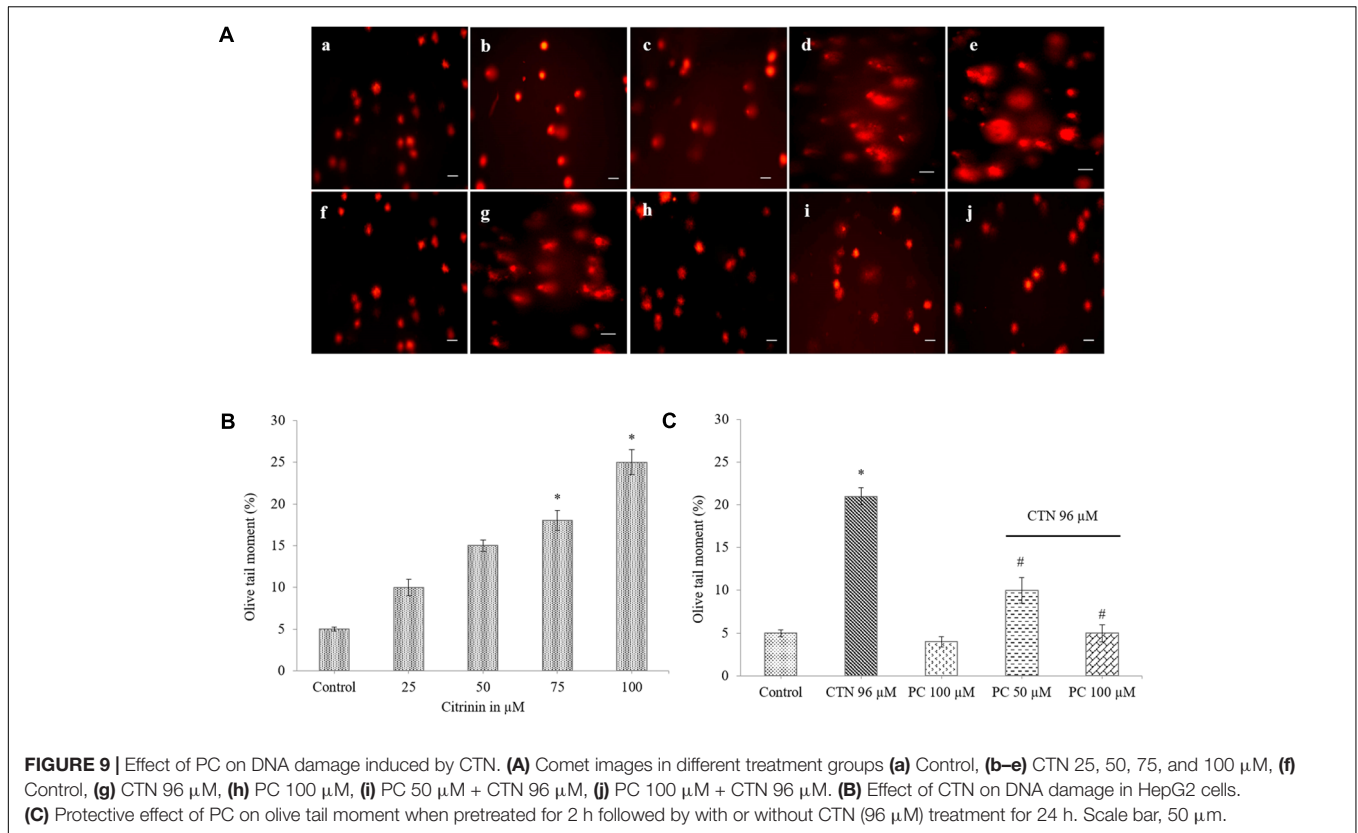 A
a b c d e
f g h i j
B
30
25
20
15
10
5
0
Olive tail moment (%)
*
*
Control 25 50 75 100
Citrinin in µM
C
30
25
20
15
10
5
0
Olive tail moment (%)
*
CTN 96 µM
#
#
Control CTN 96 µM PC 100 µM PC 50 µM PC 100 µM
FIGURE 9 | Effect of PC on DNA damage induced by CTN. (A) Comet images in different treatment groups (a) Control, (b–e) CTN 25, 50, 75, and 100 µM, (f)
Control, (g) CTN 96 µM, (h) PC 100 µM, (i) PC 50 µM + CTN 96 µM, (j) PC 100 µM + CTN 96 µM. (B) Effect of CTN on DNA damage in HepG2 cells.
(C) Protective effect of PC on olive tail moment when pretreated for 2 h followed by with or without CTN (96 µM) treatment for 24 h. Scale bar, 50 µm.